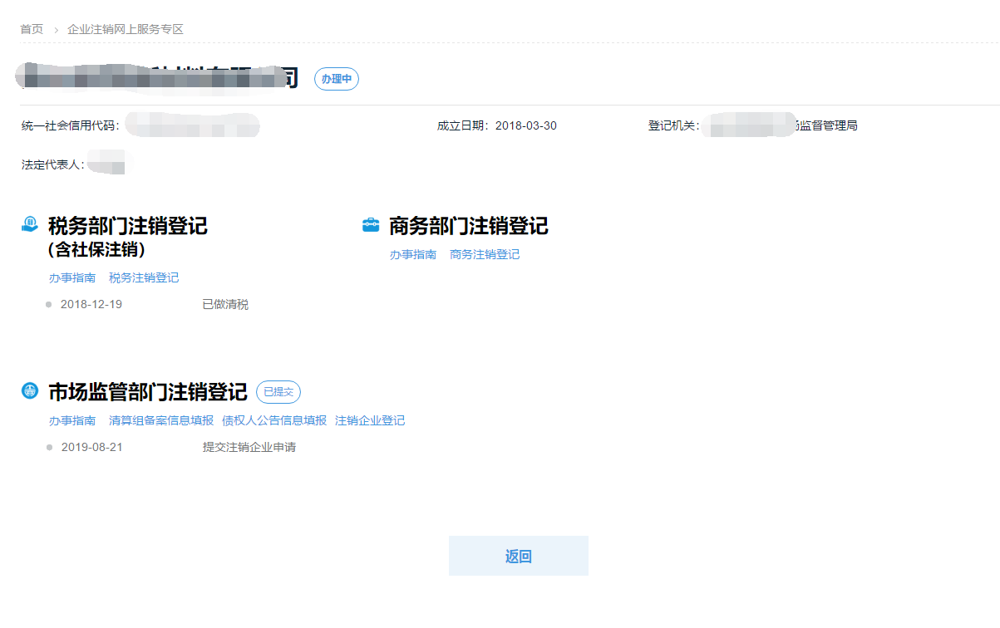 首页 > 企业注销网上服务专区
有限公司 办理中
统一社会信用代码： 成立日期：2018-03-30 登记机关： 监督管理局
法定代表人：
税务部门注销登记 商务部门注销登记
(含社保注销)
办事指南 商务注销登记
办事指南 税务注销登记
2018-12-19 已做清税
市场监管部门注销登记 已提交
办事指南 清算组备案信息填报 债权人公告信息填报 注销企业登记
2019-08-21 提交注销企业申请
返回